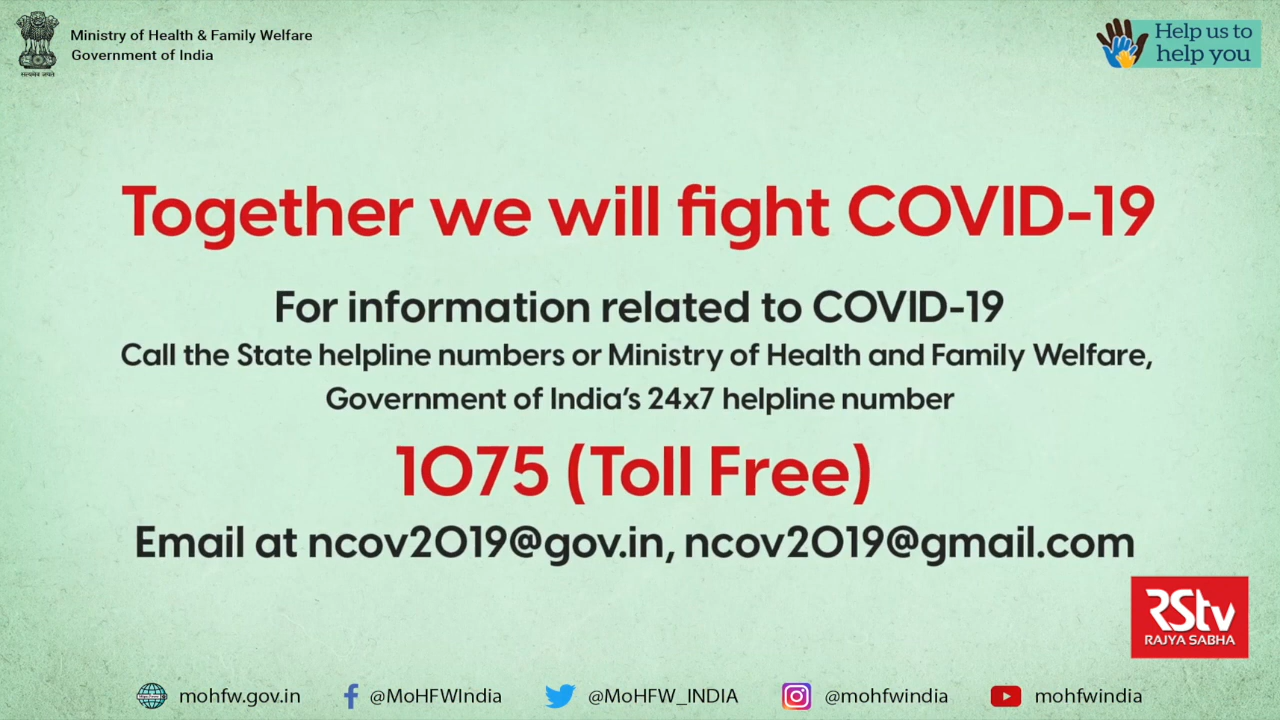 Ministry of Health & Family Welfare
Government of India
सत्यमेव जयते
Help us to
help you
Together we will fight COVID-19
For information related to COVID-19
Call the State helpline numbers or Ministry of Health and Family Welfare,
Government of India's 24x7 helpline number
1075 (Toll Free)
Email at ncov2019@gov.in, ncov2019@gmail.com
RStv
RAJYA SABHA
mohfw.gov.in @MoHFWIndia @MoHFW_INDIA @mohfwindia mohfwindia